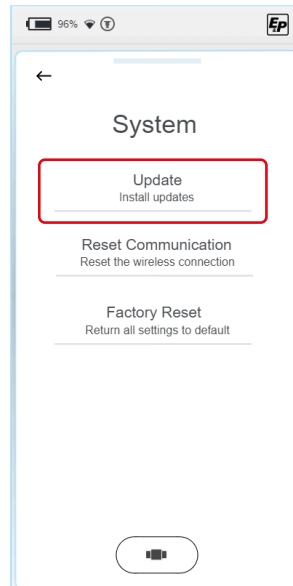 96%
EP
System
Update
Install updates
Reset Communication
Reset the wireless connection
Factory Reset
Return all settings to default